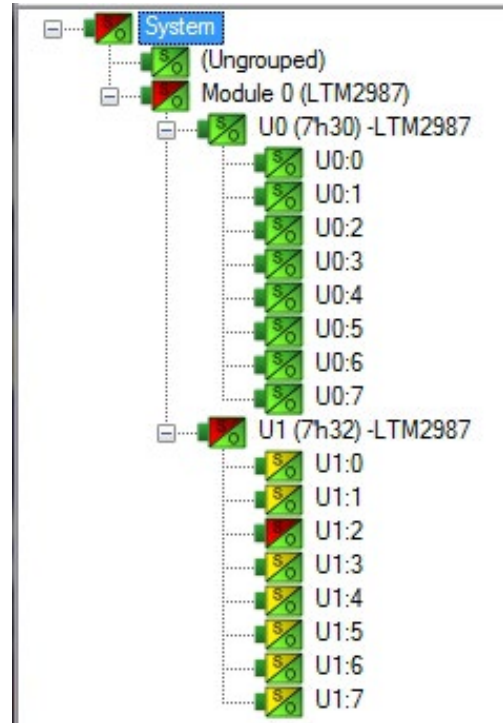 S/O System
S/O (Ungrouped)
S/O Module 0 (LTM2987)
S/O U0 (7'h30) -LTM2987
S/O U0:0
S/O U0:1
S/O U0:2
S/O U0:3
S/O U0:4
S/O U0:5
S/O U0:6
S/O U0:7
S/O U1 (7'h32) -LTM2987
S/O U1:0
S/O U1:1
S/O U1:2
S/O U1:3
S/O U1:4
S/O U1:5
S/O U1:6
S/O U1:7